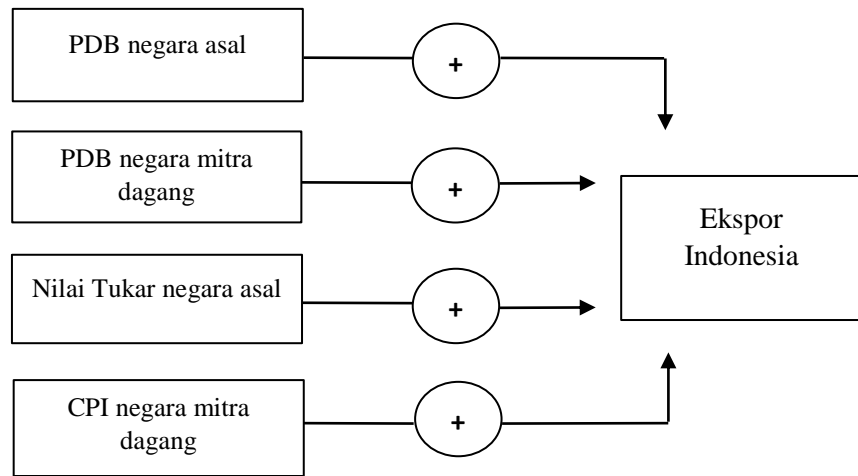 PDB negara asal
+
PDB negara mitra
dagang
+
Ekspor
Indonesia
Nilai Tukar negara asal
+
CPI negara mitra
dagang
+